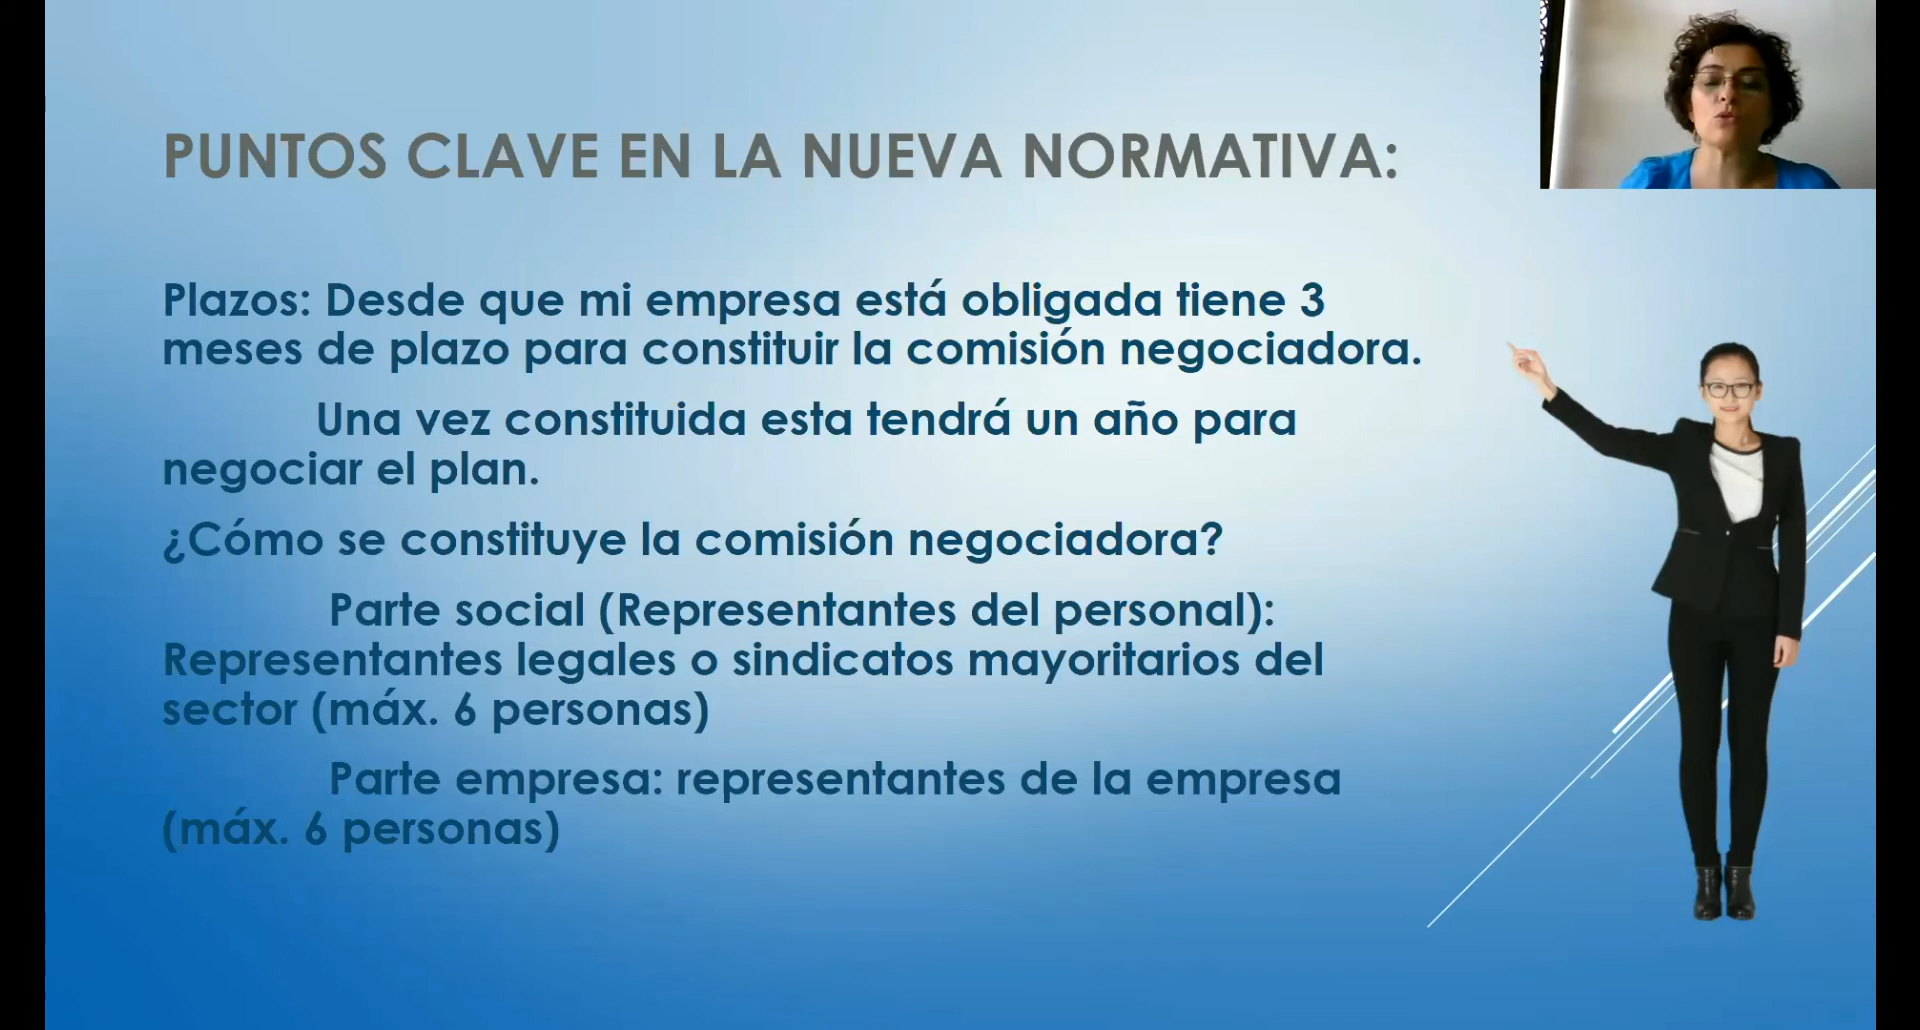 PUNTOS CLAVE EN LA NUEVA NORMATIVA:
Plazos: Desde que mi empresa está obligada tiene 3
meses de plazo para constituir la comisión negociadora.
Una vez constituida esta tendrá un año para
negociar el plan.
¿Cómo se constituye la comisión negociadora?
Parte social (Representantes del personal):
Representantes legales o sindicatos mayoritarios del
sector (máx. 6 personas)
Parte empresa: representantes de la empresa
(máx. 6 personas)